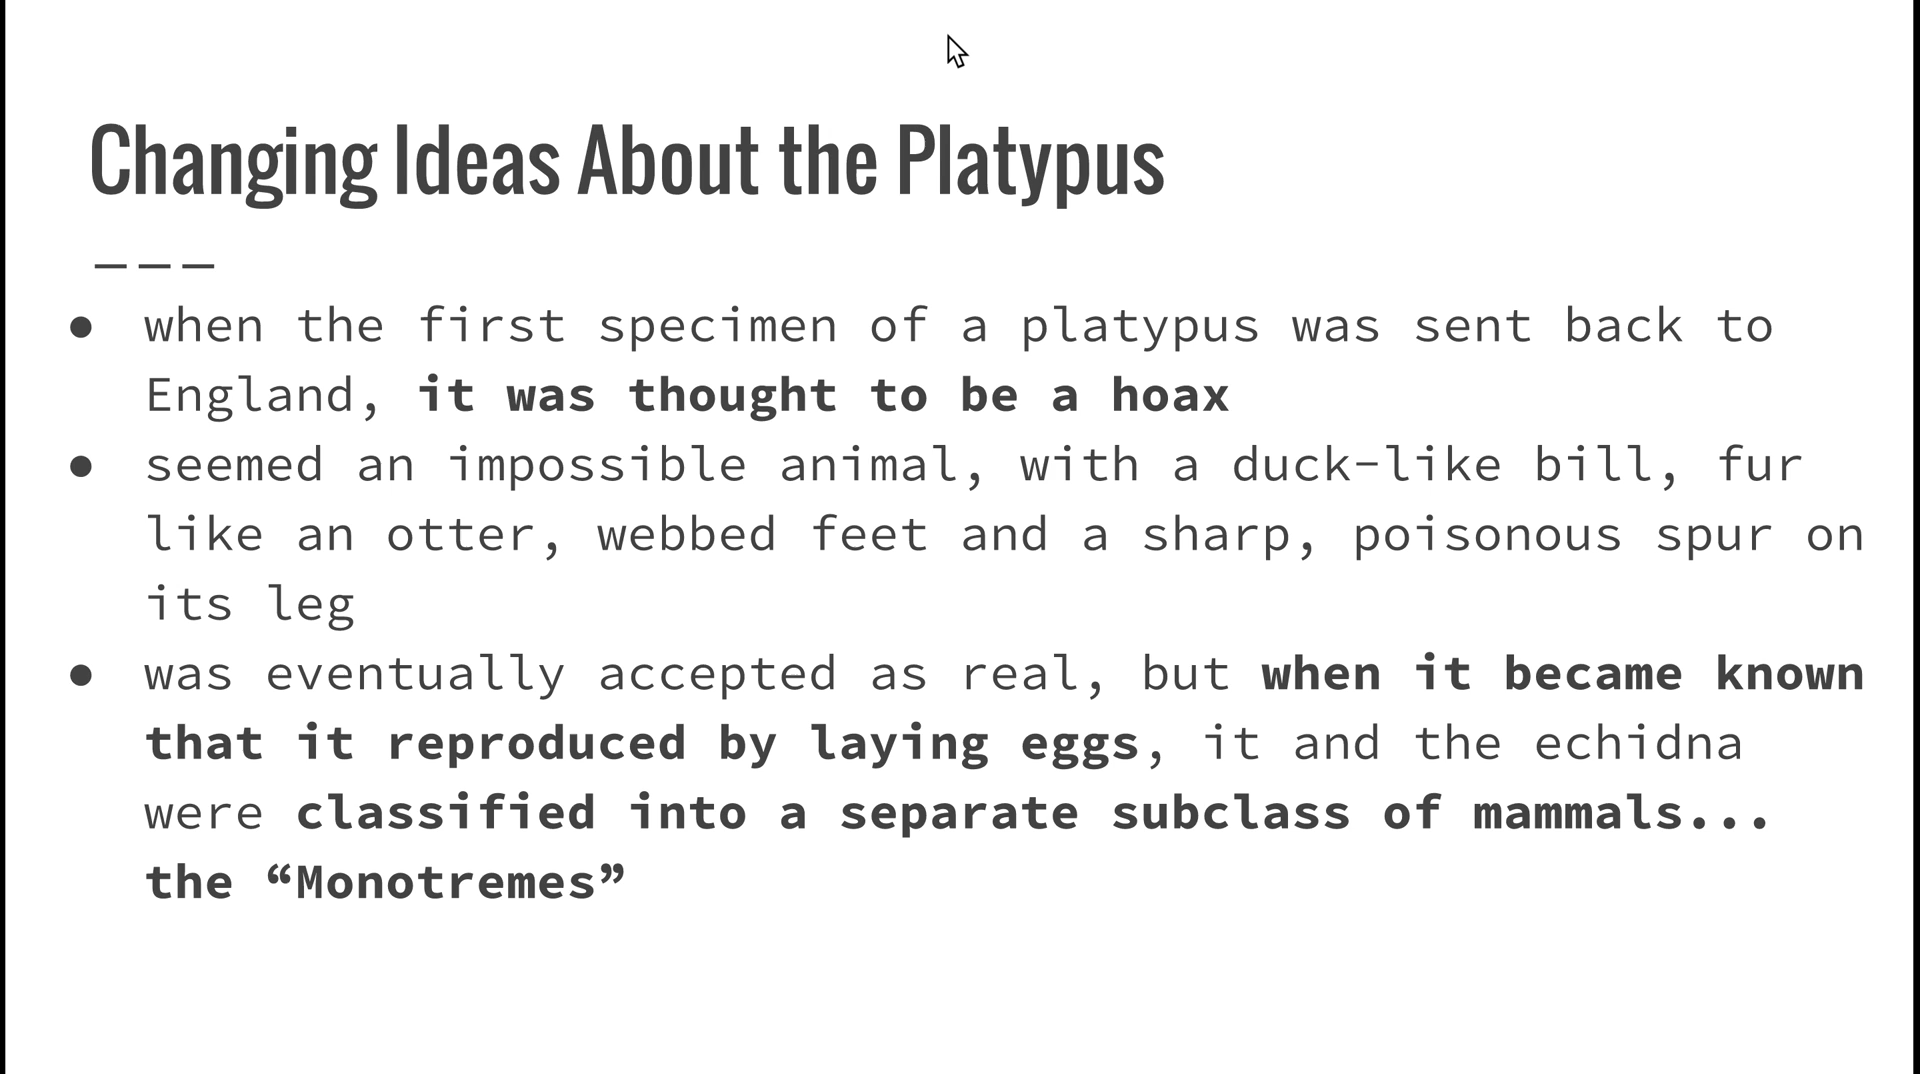 Changing Ideas About the Platypus
———
● when the first specimen of a platypus was sent back to
England, it was thought to be a hoax
● seemed an impossible animal, with a duck-like bill, fur
like an otter, webbed feet and a sharp, poisonous spur on
its leg
● was eventually accepted as real, but when it became known
that it reproduced by laying eggs, it and the echidna
were classified into a separate subclass of mammals...
the “Monotremes”